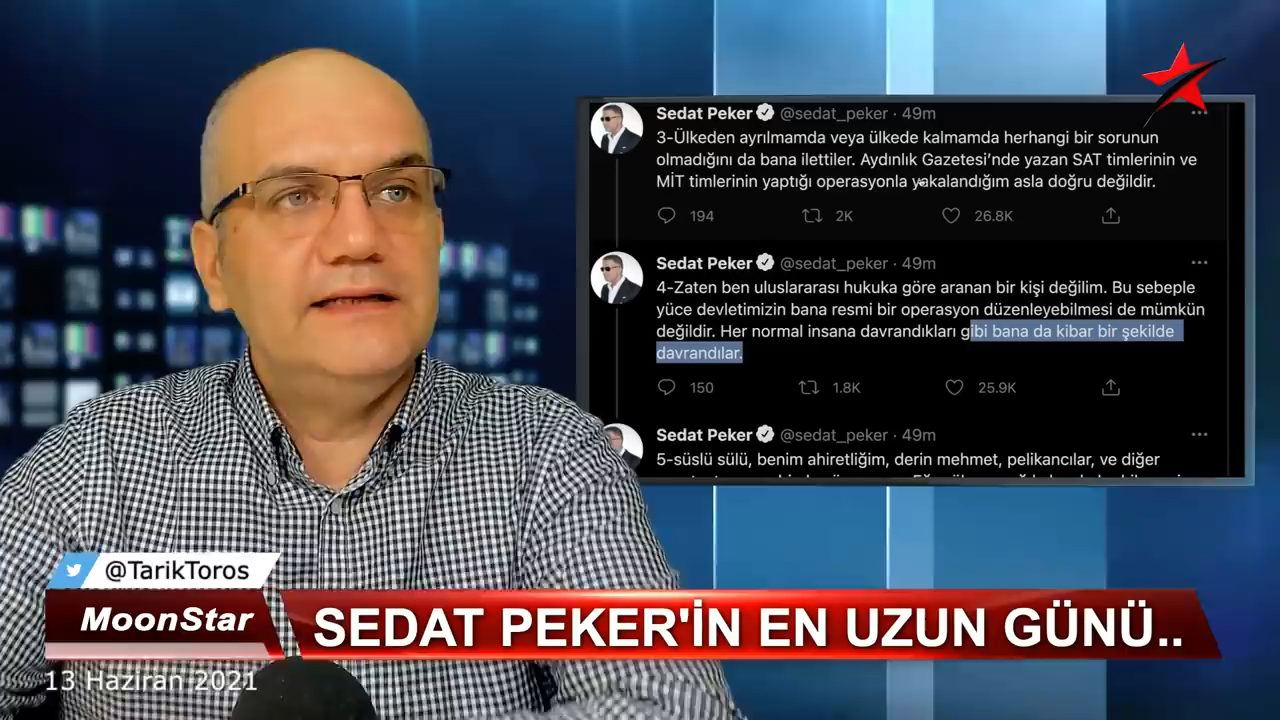 Sedat Peker @sedat_peker · 49m
3-Ülkeden ayrılmamda veya ülkede kalmamda herhangi bir sorunun
olmadığını da bana ilettiler. Aydınlık Gazetesi’nde yazan SAT timlerinin ve
MİT timlerinin yaptığı operasyonla yakalandığım asla doğru değildir.
194 2K 26.8K
Sedat Peker @sedat_peker · 49m
4-Zaten ben uluslararası hukuka göre aranan bir kişi değilim. Bu sebeple
yüce devletimizin bana resmi bir operasyon düzenleyebilmesi de mümkün
değildir. Her normal insana davrandıkları gibi bana da kibar bir şekilde
davrandılar.
150 1.8K 25.9K
Sedat Peker @sedat_peker · 49m
5-süslü sülü, benim ahiretliğim, derin mehmet, pelikancılar, ve diğer
@TarikToros
MoonStar
SEDAT PEKER'İN EN UZUN GÜNÜ..
13 Haziran 2021